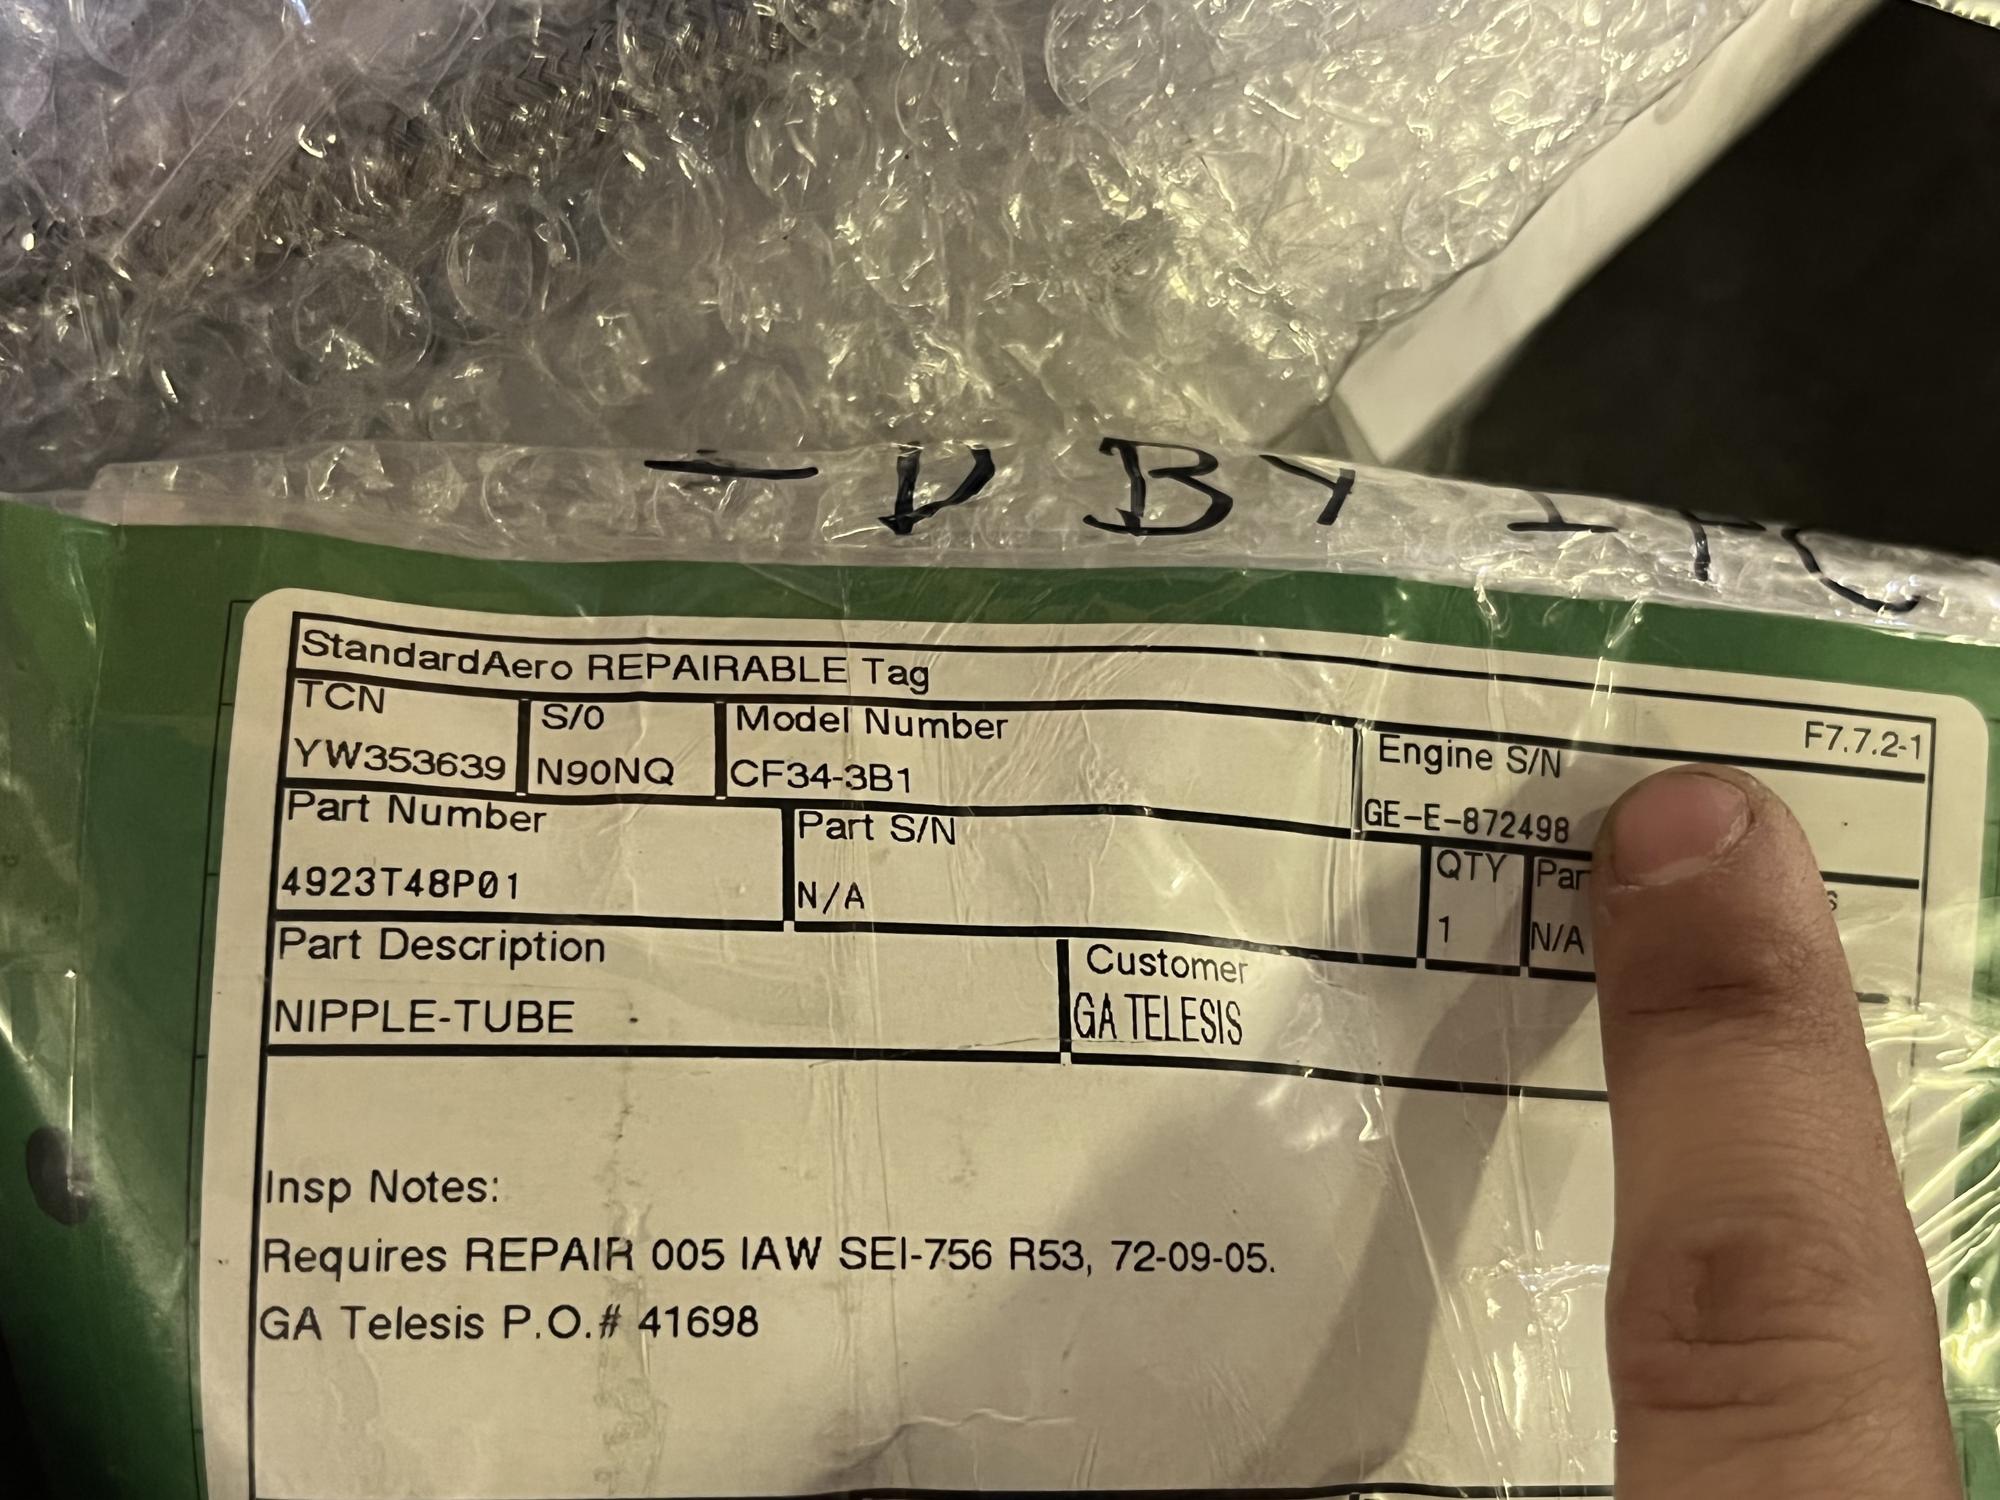 D BY IPC
StandardAero REPAIRABLE Tag
F7.7.2-1
TCN S/O Model Number Engine S/N
YW353639 N90NQ CF34-3B1 GE-E-872498
Part Number Part S/N QTY
4923T48P01 N/A 1 N/A
Part Description Customer
NIPPLE-TUBE GA TELESIS
Insp Notes:
Requires REPAIR 005 IAW SEI-756 R53, 72-09-05.
GA Telesis P.O.# 41698